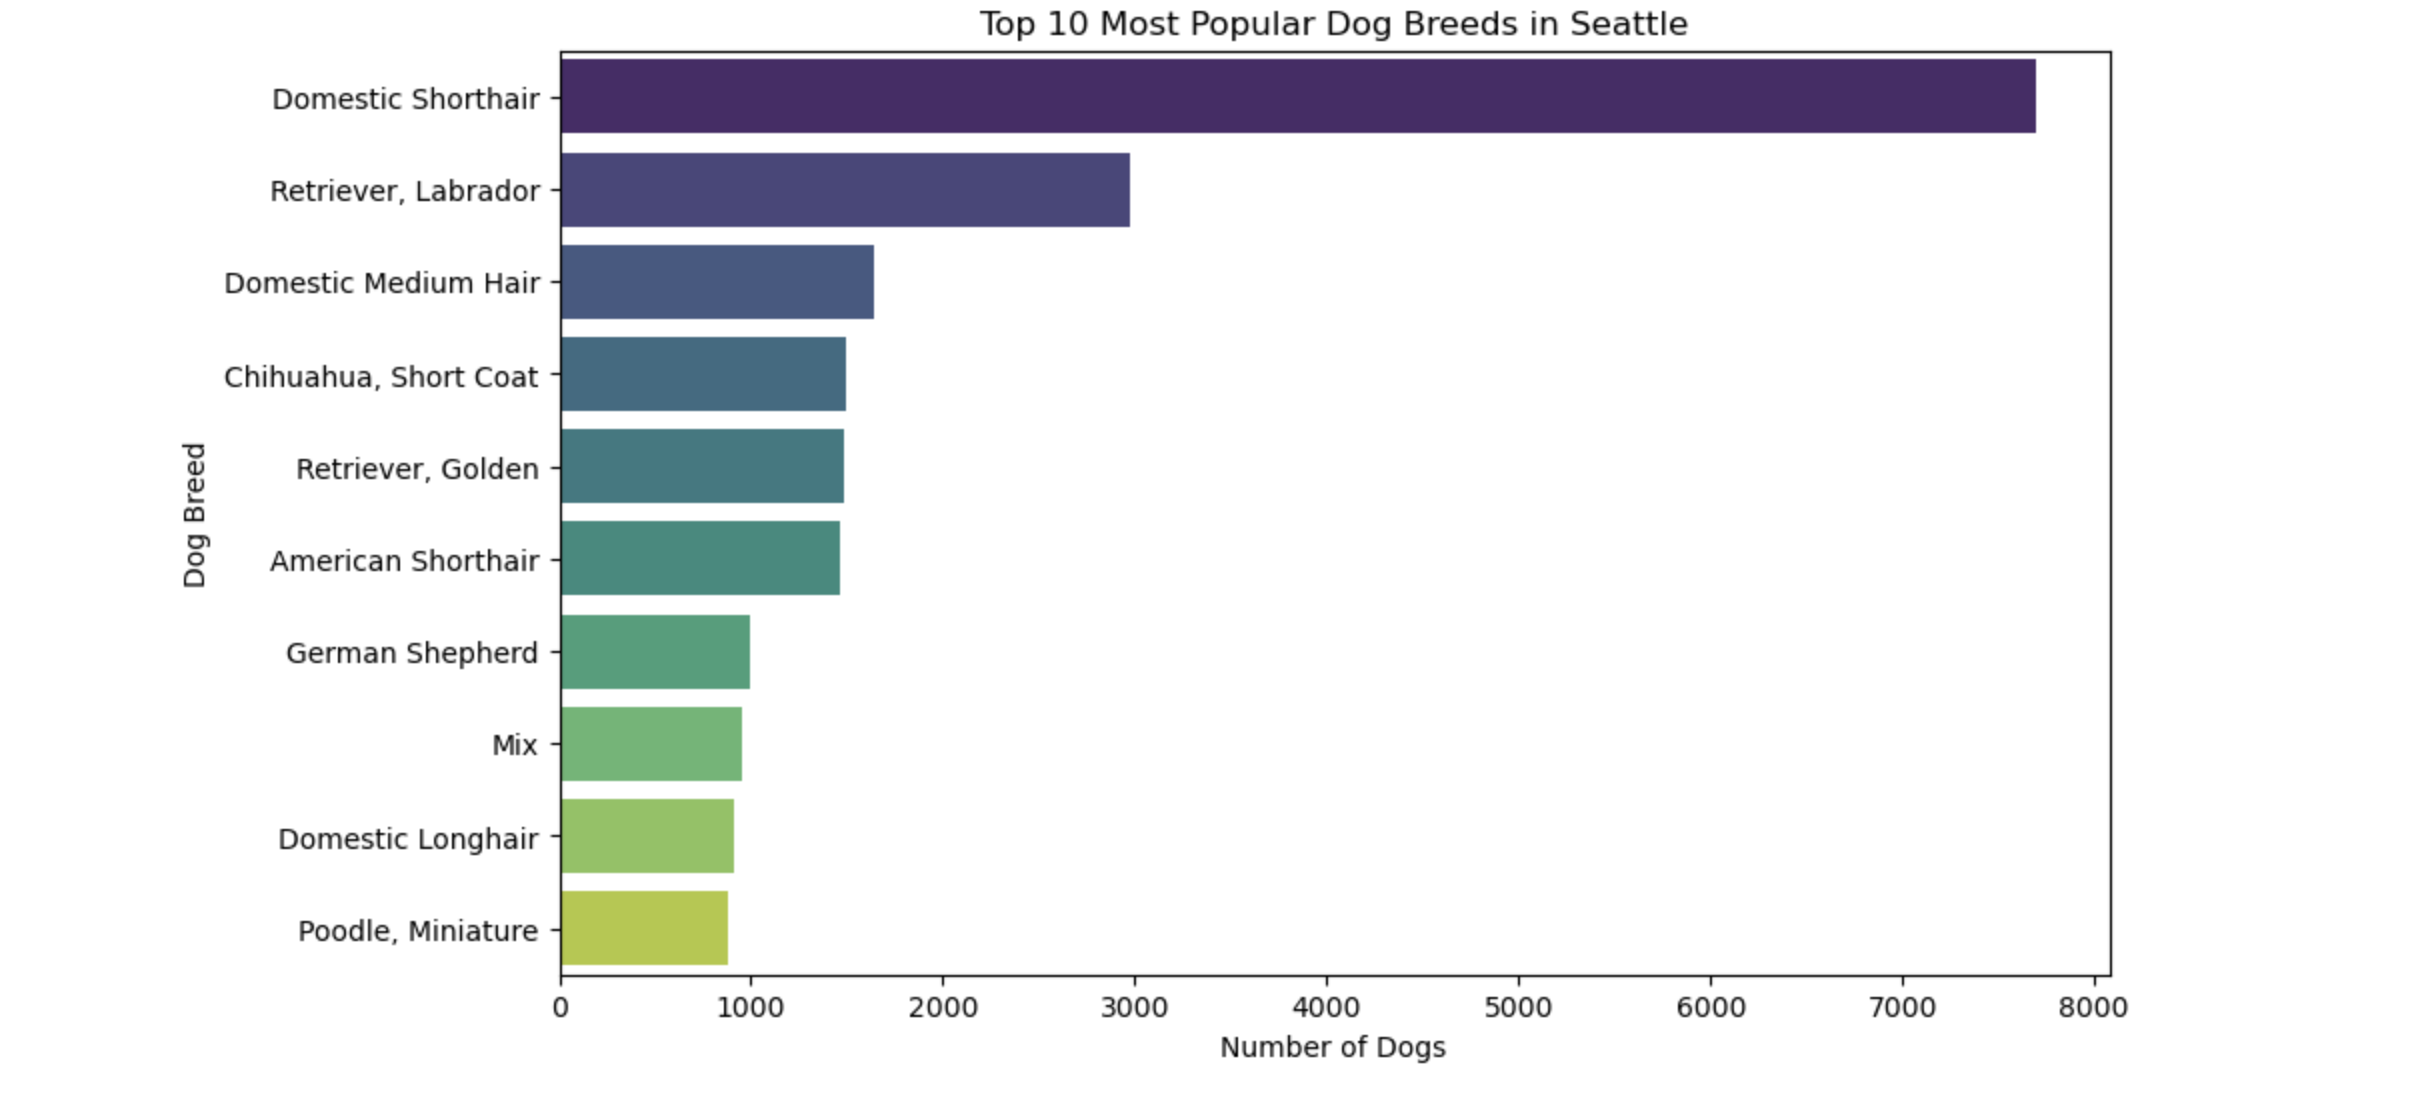 Top 10 Most Popular Dog Breeds in Seattle
Domestic Shorthair
Retriever, Labrador
Domestic Medium Hair
Chihuahua, Short Coat
Retriever, Golden
American Shorthair
German Shepherd
Mix
Domestic Longhair
Poodle, Miniature
Dog Breed
0 1000 2000 3000 4000 5000 6000 7000 8000
Number of Dogs